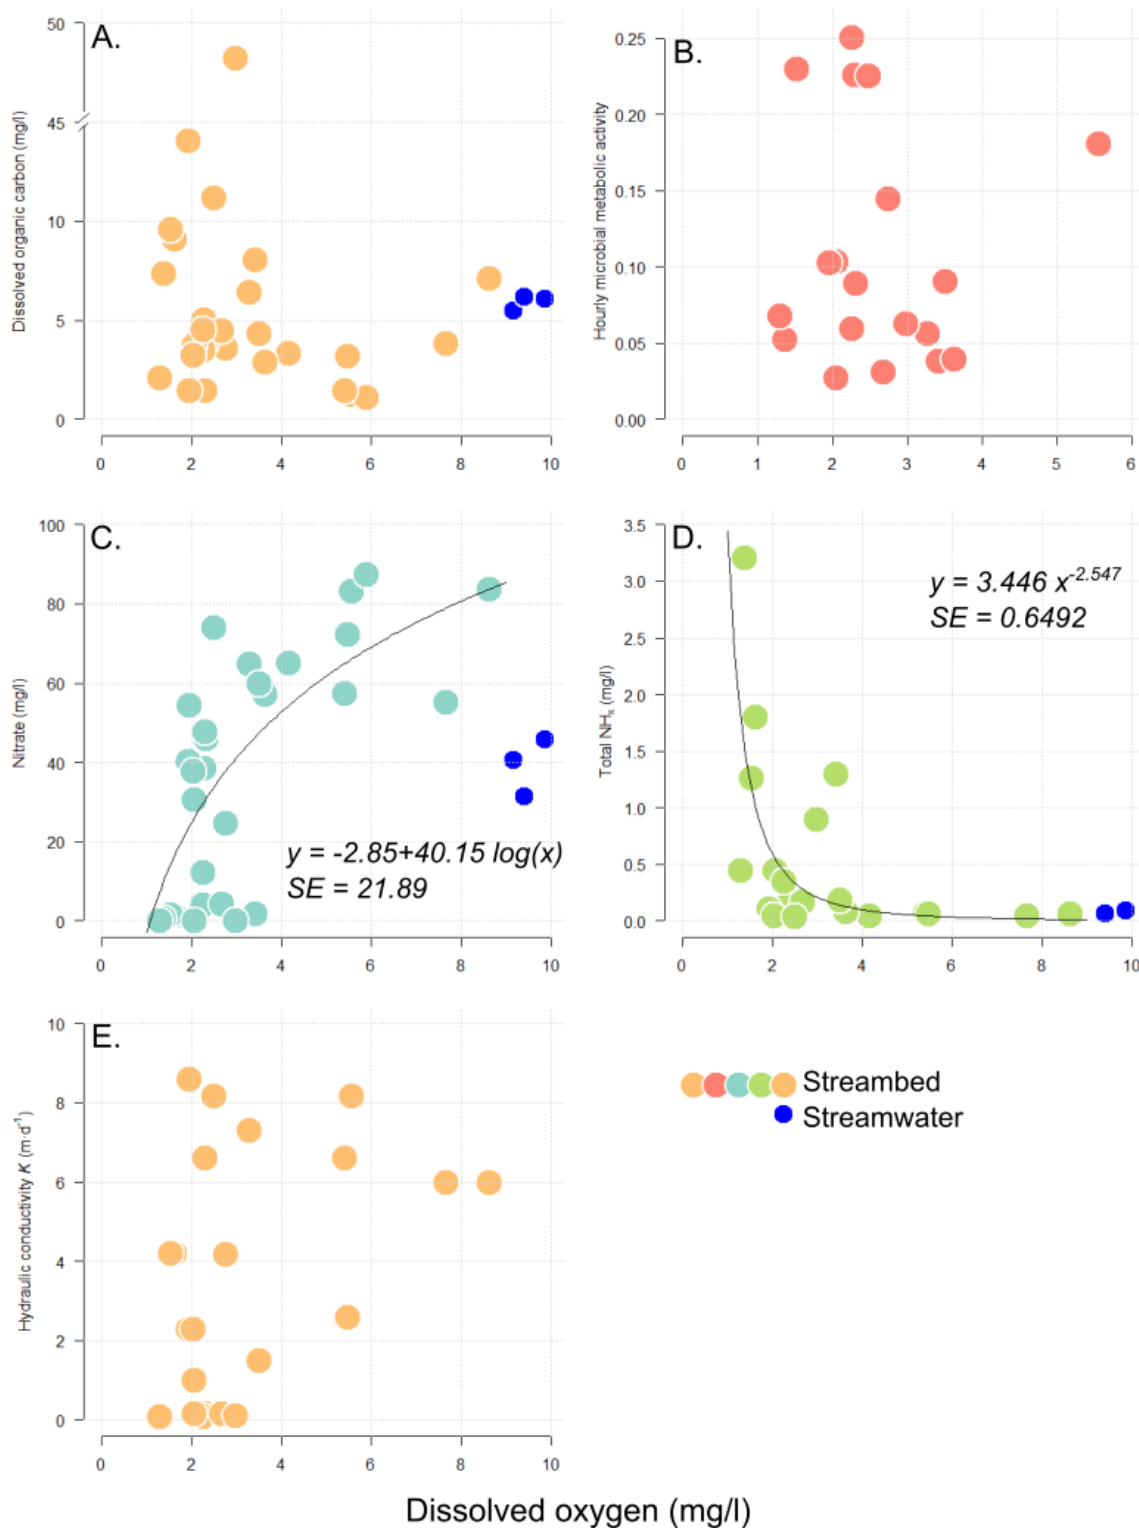 A.
Dissolved organic carbon (mg/l)
50
45
10
5
0
0 2 4 6 8 10
B.
Hourly microbial metabolic activity
0.25
0.20
0.15
0.10
0.05
0.00
0 1 2 3 4 5 6
C.
Nitrate (mg/l)
100
80
60
40
20
0
y = -2.85+40.15 log(x)
SE = 21.89
0 2 4 6 8 10
D.
Total NHₓ (mg/l)
3.5
3.0
2.5
2.0
1.5
1.0
0.5
0.0
y = 3.446 x⁻²·⁵⁴⁷
SE = 0.6492
0 2 4 6 8 10
E.
Hydraulic conductivity K (m·d⁻¹)
10
8
6
4
2
0
0 2 4 6 8 10
Streambed
Streamwater
Dissolved oxygen (mg/l)